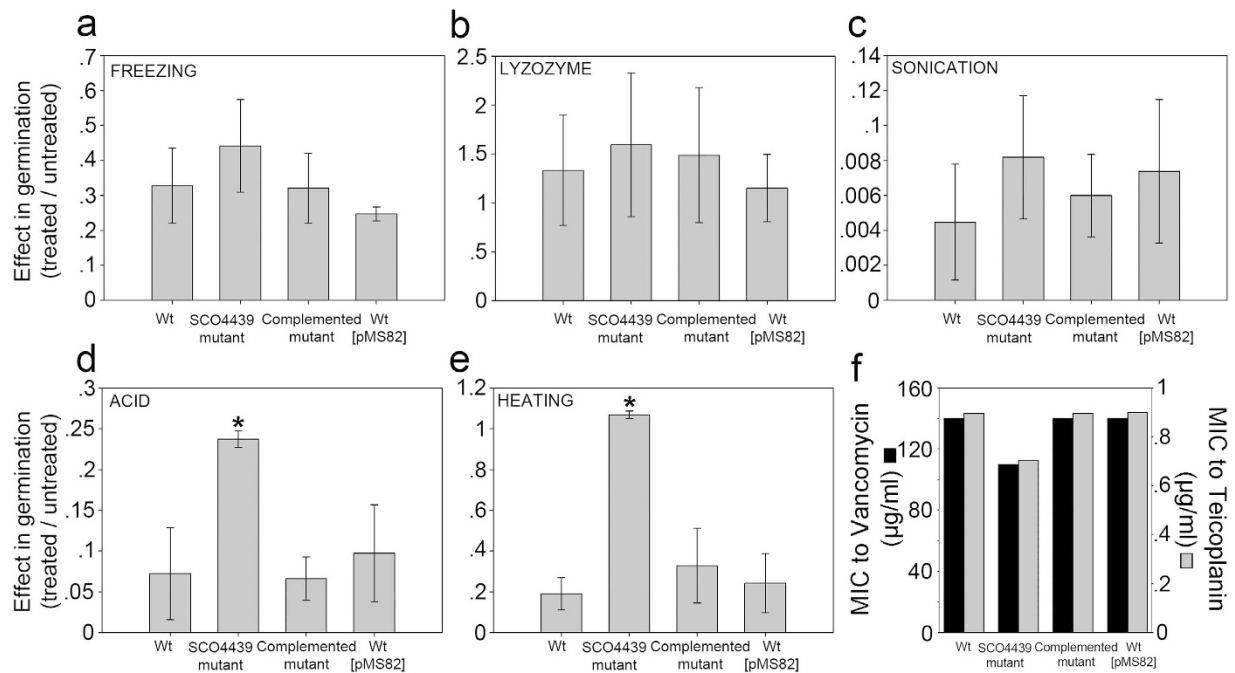 a
FREEZING
Effect in germination
(treated / untreated)
.7
.6
.5
.4
.3
.2
.1
0
Wt
SCO4439
mutant
Complemented
mutant
Wt
[pMS82]
b
LYZOZYME
2.5
2
1.5
1
.5
0
Wt
SCO4439
mutant
Complemented
mutant
Wt
[pMS82]
c
SONICATION
.014
.12
.1
.008
.006
.004
.002
0
Wt
SCO4439
mutant
Complemented
mutant
Wt
[pMS82]
d
ACID
Effect in germination
(treated / untreated)
.3
.25
.2
.15
.1
.05
0
*
Wt
SCO4439
mutant
Complemented
mutant
Wt
[pMS82]
e
HEATING
1.2
1
.8
.6
.4
.2
0
*
Wt
SCO4439
mutant
Complemented
mutant
Wt
[pMS82]
f
MIC to Vancomycin
(µg/ml)
160
120
80
40
0
1
.8
.6
.4
.2
0
MIC to Teicoplanin
(µg/ml)
Wt
SCO4439
mutant
Complemented
mutant
Wt
[pMS82]